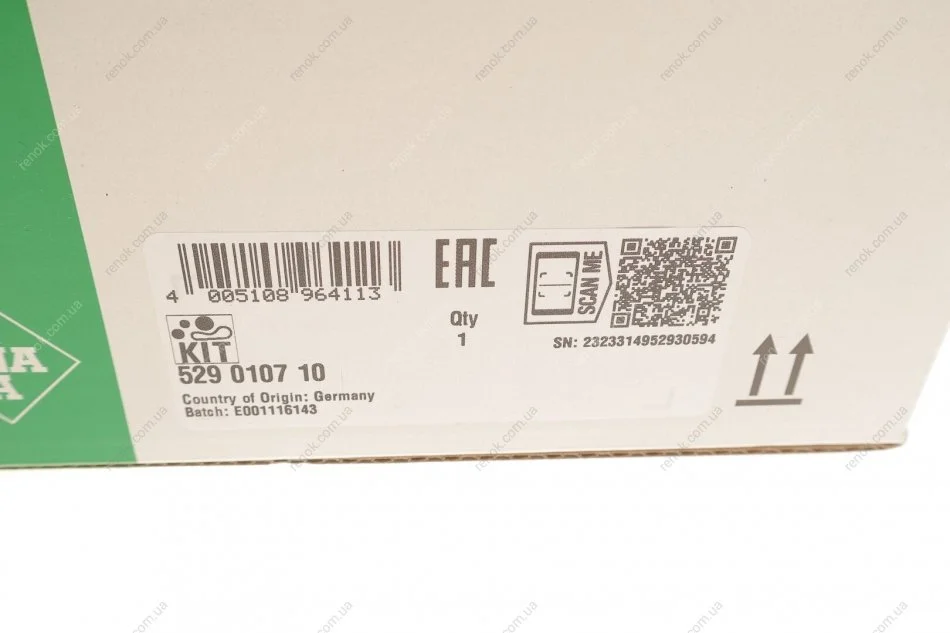 NA
A
4 005108 964113
EAC
SCAN ME
Qty
1
SN: 2323314952930594
KIT
529 0107 10
Country of Origin: Germany
Batch: E001116143
renok.com.ua